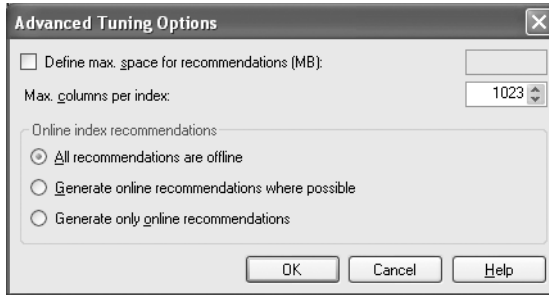 Advanced Tuning Options
Define max. space for recommendations (MB):
Max. columns per index: 1023
Online index recommendations
All recommendations are offline
Generate online recommendations where possible
Generate only online recommendations
OK Cancel Help